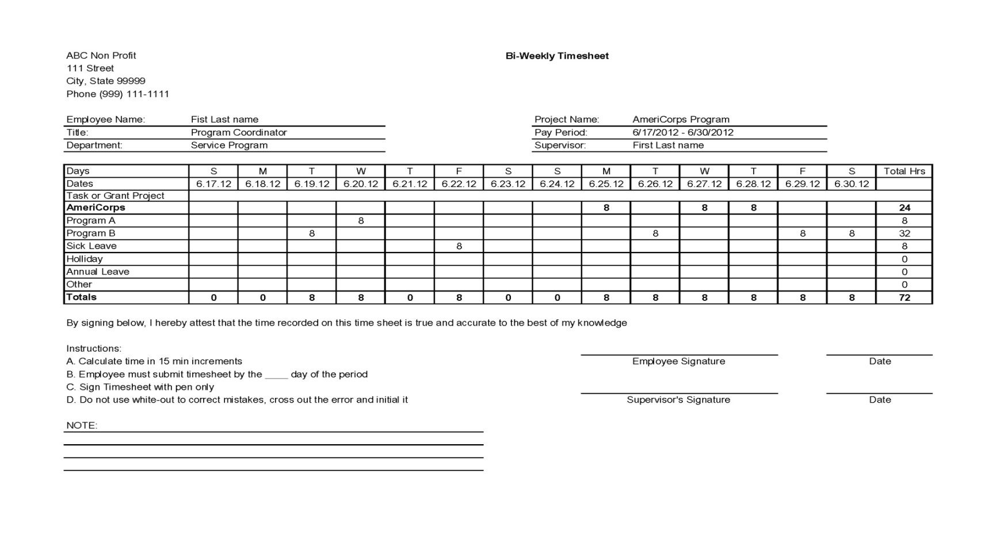 ABC Non Profit Bi-Weekly Timesheet
111 Street
City, State 99999
Phone (999) 111-1111
Employee Name: Fist Last name Project Name: AmeriCorps Program
Title: Program Coordinator Pay Period: 6/17/2012 - 6/30/2012
Department: Service Program Supervisor: First Last name
Days S M T W T F S S M T W T F S Total Hrs
Dates 6.17.12 6.18.12 6.19.12 6.20.12 6.21.12 6.22.12 6.23.12 6.24.12 6.25.12 6.26.12 6.27.12 6.28.12 6.29.12 6.30.12
Task or Grant Project
AmeriCorps 8 8 8 24
Program A 8 8
Program B 8 8 8 8 32
Sick Leave 8 8
Holliday 0
Annual Leave 0
Other 0
Totals 0 0 8 8 0 8 0 0 8 8 8 8 8 8 72
By signing below, I hereby attest that the time recorded on this time sheet is true and accurate to the best of my knowledge
Instructions:
A. Calculate time in 15 min increments Employee Signature Date
B. Employee must submit timesheet by the ____ day of the period
C. Sign Timesheet with pen only
D. Do not use white-out to correct mistakes, cross out the error and initial it Supervisor's Signature Date
NOTE: